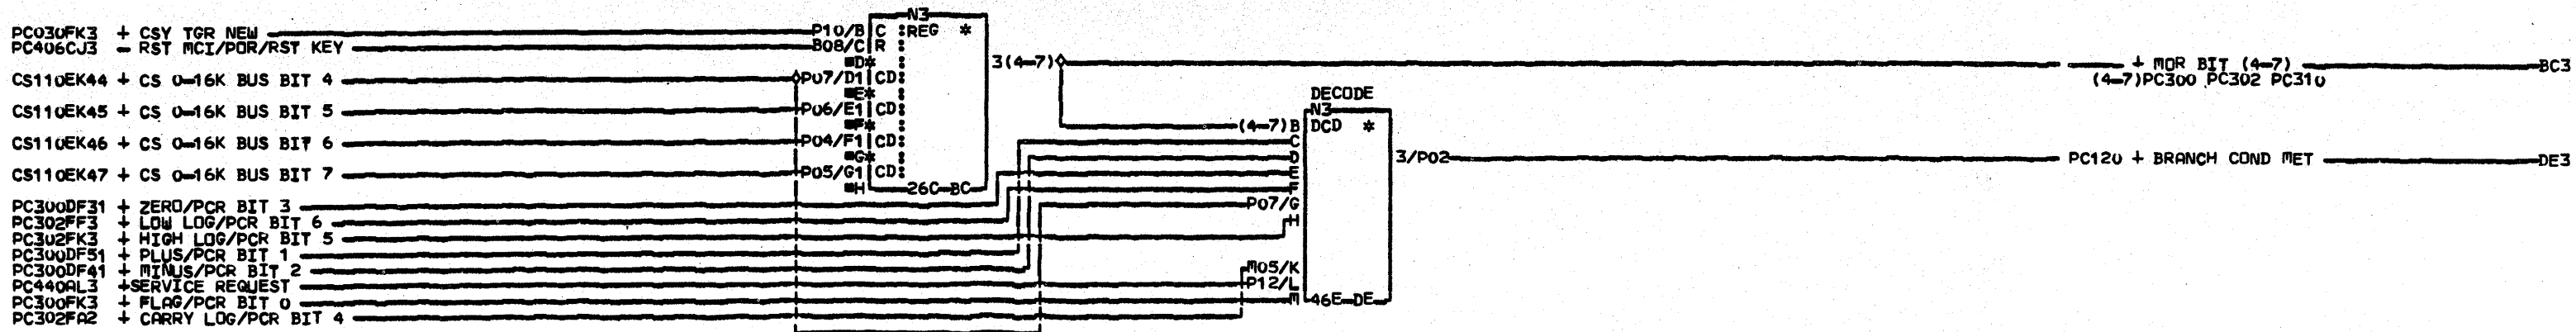 N3
PC030FK3 + CSY TGR NEW P10/B C :REG *
PC406CJ3 - RST MCI/POR/RST KEY B08/C R :
■D* :
3(4-7)
+ MOR BIT (4-7) BC3
CS110EK44 + CS 0-16K BUS BIT 4 P07/D1 CD:
(4-7)PC300 PC302 PC310
■E* :
DECODE
CS110EK45 + CS 0-16K BUS BIT 5 P06/E1 CD:
N3
■F* :
(4-7)B DCD *
CS110EK46 + CS 0-16K BUS BIT 6 P04/F1 CD:
C
■G* :
D
3/P02
PC120 + BRANCH COND MET DE3
CS110EK47 + CS 0-16K BUS BIT 7 P05/G1 CD:
E
■H 26C-BC
F
PC300DF31 + ZERO/PCR BIT 3
P07/G
PC302FF3 + LOW LOG/PCR BIT 6
H
PC302FK3 + HIGH LOG/PCR BIT 5
PC300DF51 + PLUS/PCR BIT 1
PC300DF41 + MINUS/PCR BIT 2
M05/K
PC440AL3 +SERVICE REQUEST
P12/L
PC300FK3 + FLAG/PCR BIT 0
M 46E-DE
PC302FA2 + CARRY LOG/PCR BIT 4